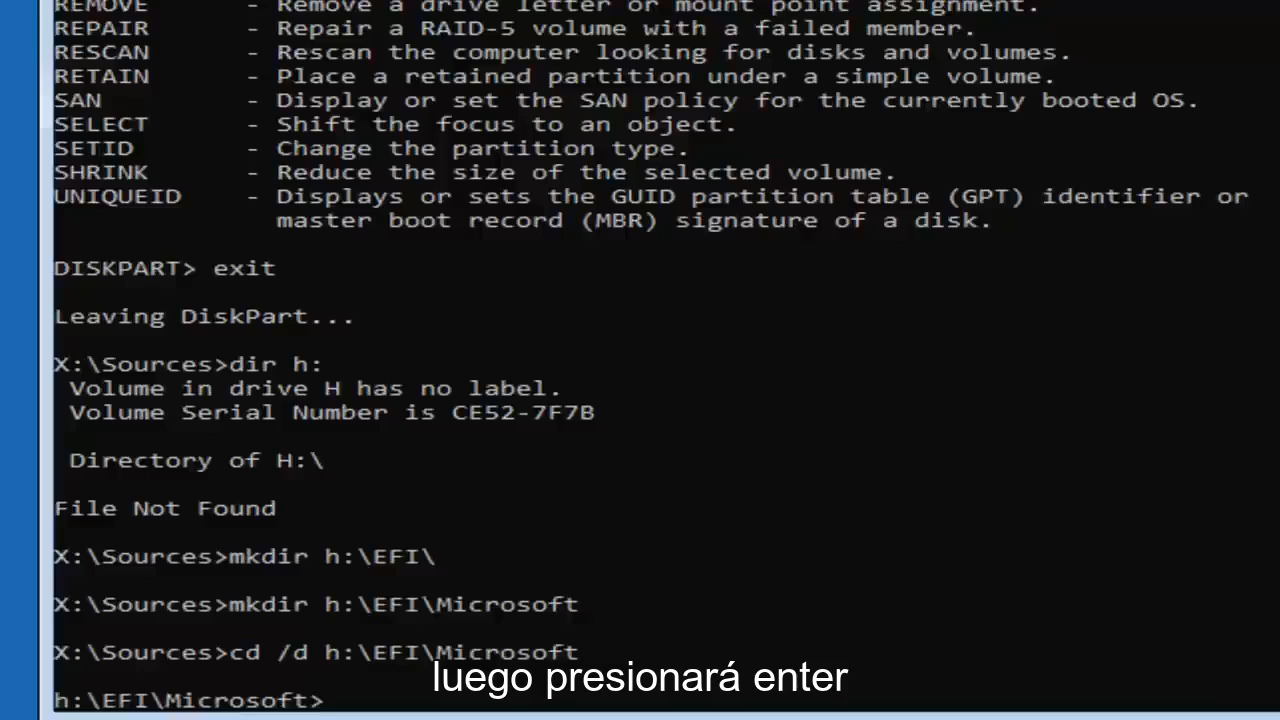 REMOVE - Remove a drive letter or mount point assignment.
REPAIR - Repair a RAID-5 volume with a failed member.
RESCAN - Rescan the computer looking for disks and volumes.
RETAIN - Place a retained partition under a simple volume.
SAN - Display or set the SAN policy for the currently booted OS.
SELECT - Shift the focus to an object.
SETID - Change the partition type.
SHRINK - Reduce the size of the selected volume.
UNIQUEID - Displays or sets the GUID partition table (GPT) identifier or
master boot record (MBR) signature of a disk.
DISKPART> exit
Leaving DiskPart...
X:\Sources>dir h:
Volume in drive H has no label.
Volume Serial Number is CE52-7F7B
Directory of H:\
File Not Found
X:\Sources>mkdir h:\EFI\
X:\Sources>mkdir h:\EFI\Microsoft
X:\Sources>cd /d h:\EFI\Microsoft
luego presionará enter
h:\EFI\Microsoft>